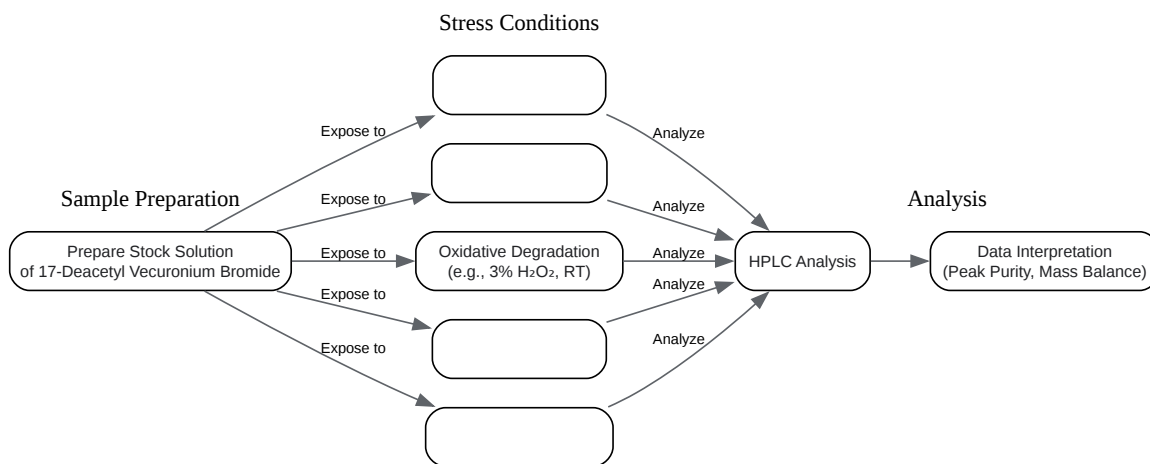 Stress Conditions
Expose to
Analyze
Sample Preparation
Expose to
Analyze
Analysis
Prepare Stock Solution
of 17-Deacetyl Vecuronium Bromide
Expose to
Oxidative Degradation
(e.g., 3% H₂O₂, RT)
Analyze
HPLC Analysis
Data Interpretation
(Peak Purity, Mass Balance)
Expose to
Analyze
Expose to
Analyze